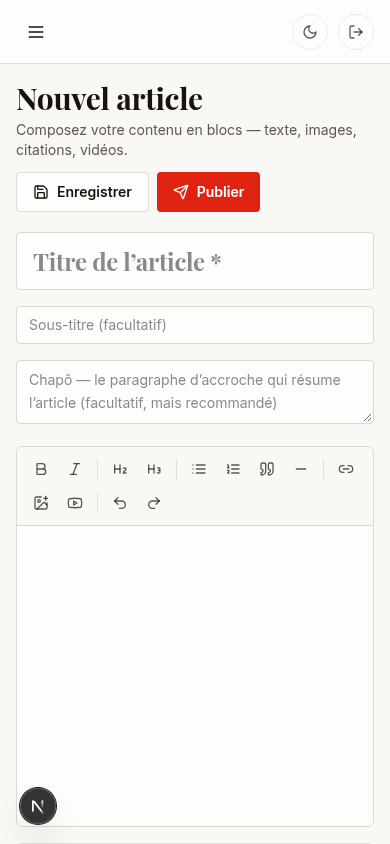 Nouvel article
Composez votre contenu en blocs — texte, images,
citations, vidéos.
Enregistrer
Publier
Titre de l’article *
Sous-titre (facultatif)
Chapô — le paragraphe d’accroche qui résume
l’article (facultatif, mais recommandé)
B I H2 H3
N